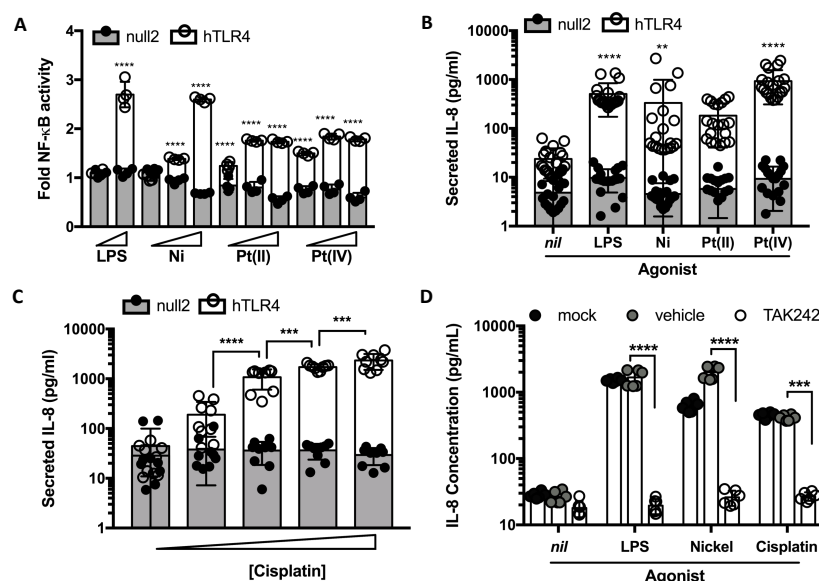 A
null2 hTLR4
Fold NF-κB activity
4
3
2
1
0
****
****
****
****
****
****
****
****
****
LPS Ni Pt(II) Pt(IV)
B
null2 hTLR4
Secreted IL-8 (pg/ml)
10000
1000
100
10
1
****
**
****
nil LPS Ni Pt(II) Pt(IV)
Agonist
C
null2 hTLR4
Secreted IL-8 (pg/ml)
10000
1000
100
10
1
****
***
***
[Cisplatin]
D
mock vehicle TAK242
IL-8 Concentration (pg/mL)
10000
1000
100
10
****
****
***
nil LPS Nickel Cisplatin
Agonist